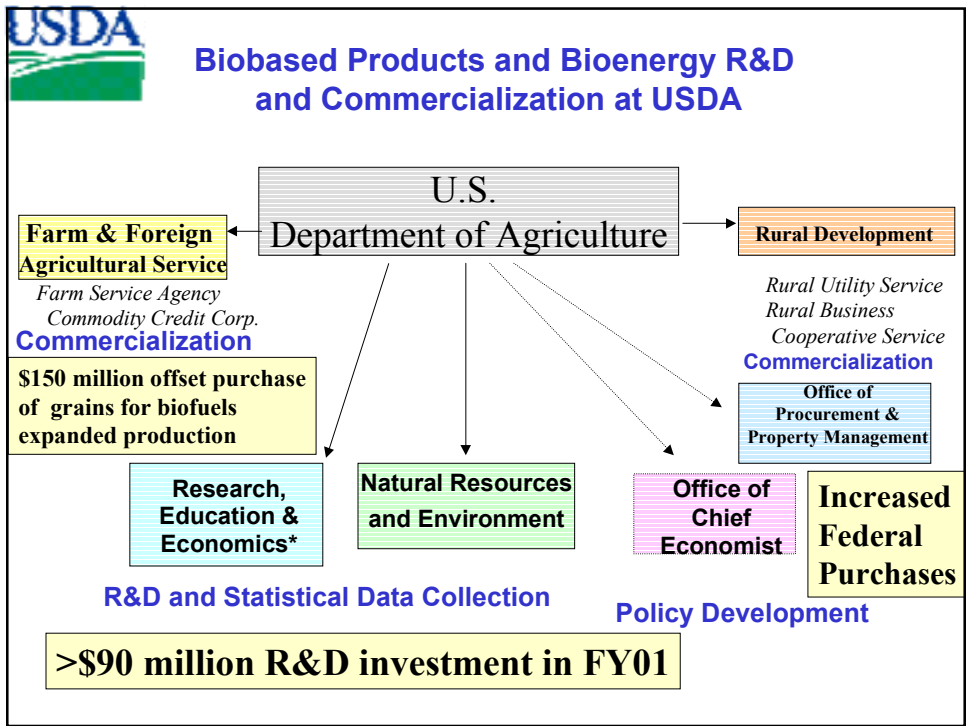 USDA
Biobased Products and Bioenergy R&D
and Commercialization at USDA
U.S.
Department of Agriculture
Farm & Foreign
Agricultural Service
Farm Service Agency
Commodity Credit Corp.
Commercialization
$150 million offset purchase
of grains for biofuels
expanded production
Rural Development
Rural Utility Service
Rural Business
Cooperative Service
Commercialization
Office of
Procurement &
Property Management
Research,
Education &
Economics*
Natural Resources
and Environment
Office of
Chief
Economist
Increased
Federal
Purchases
R&D and Statistical Data Collection
Policy Development
>$90 million R&D investment in FY01